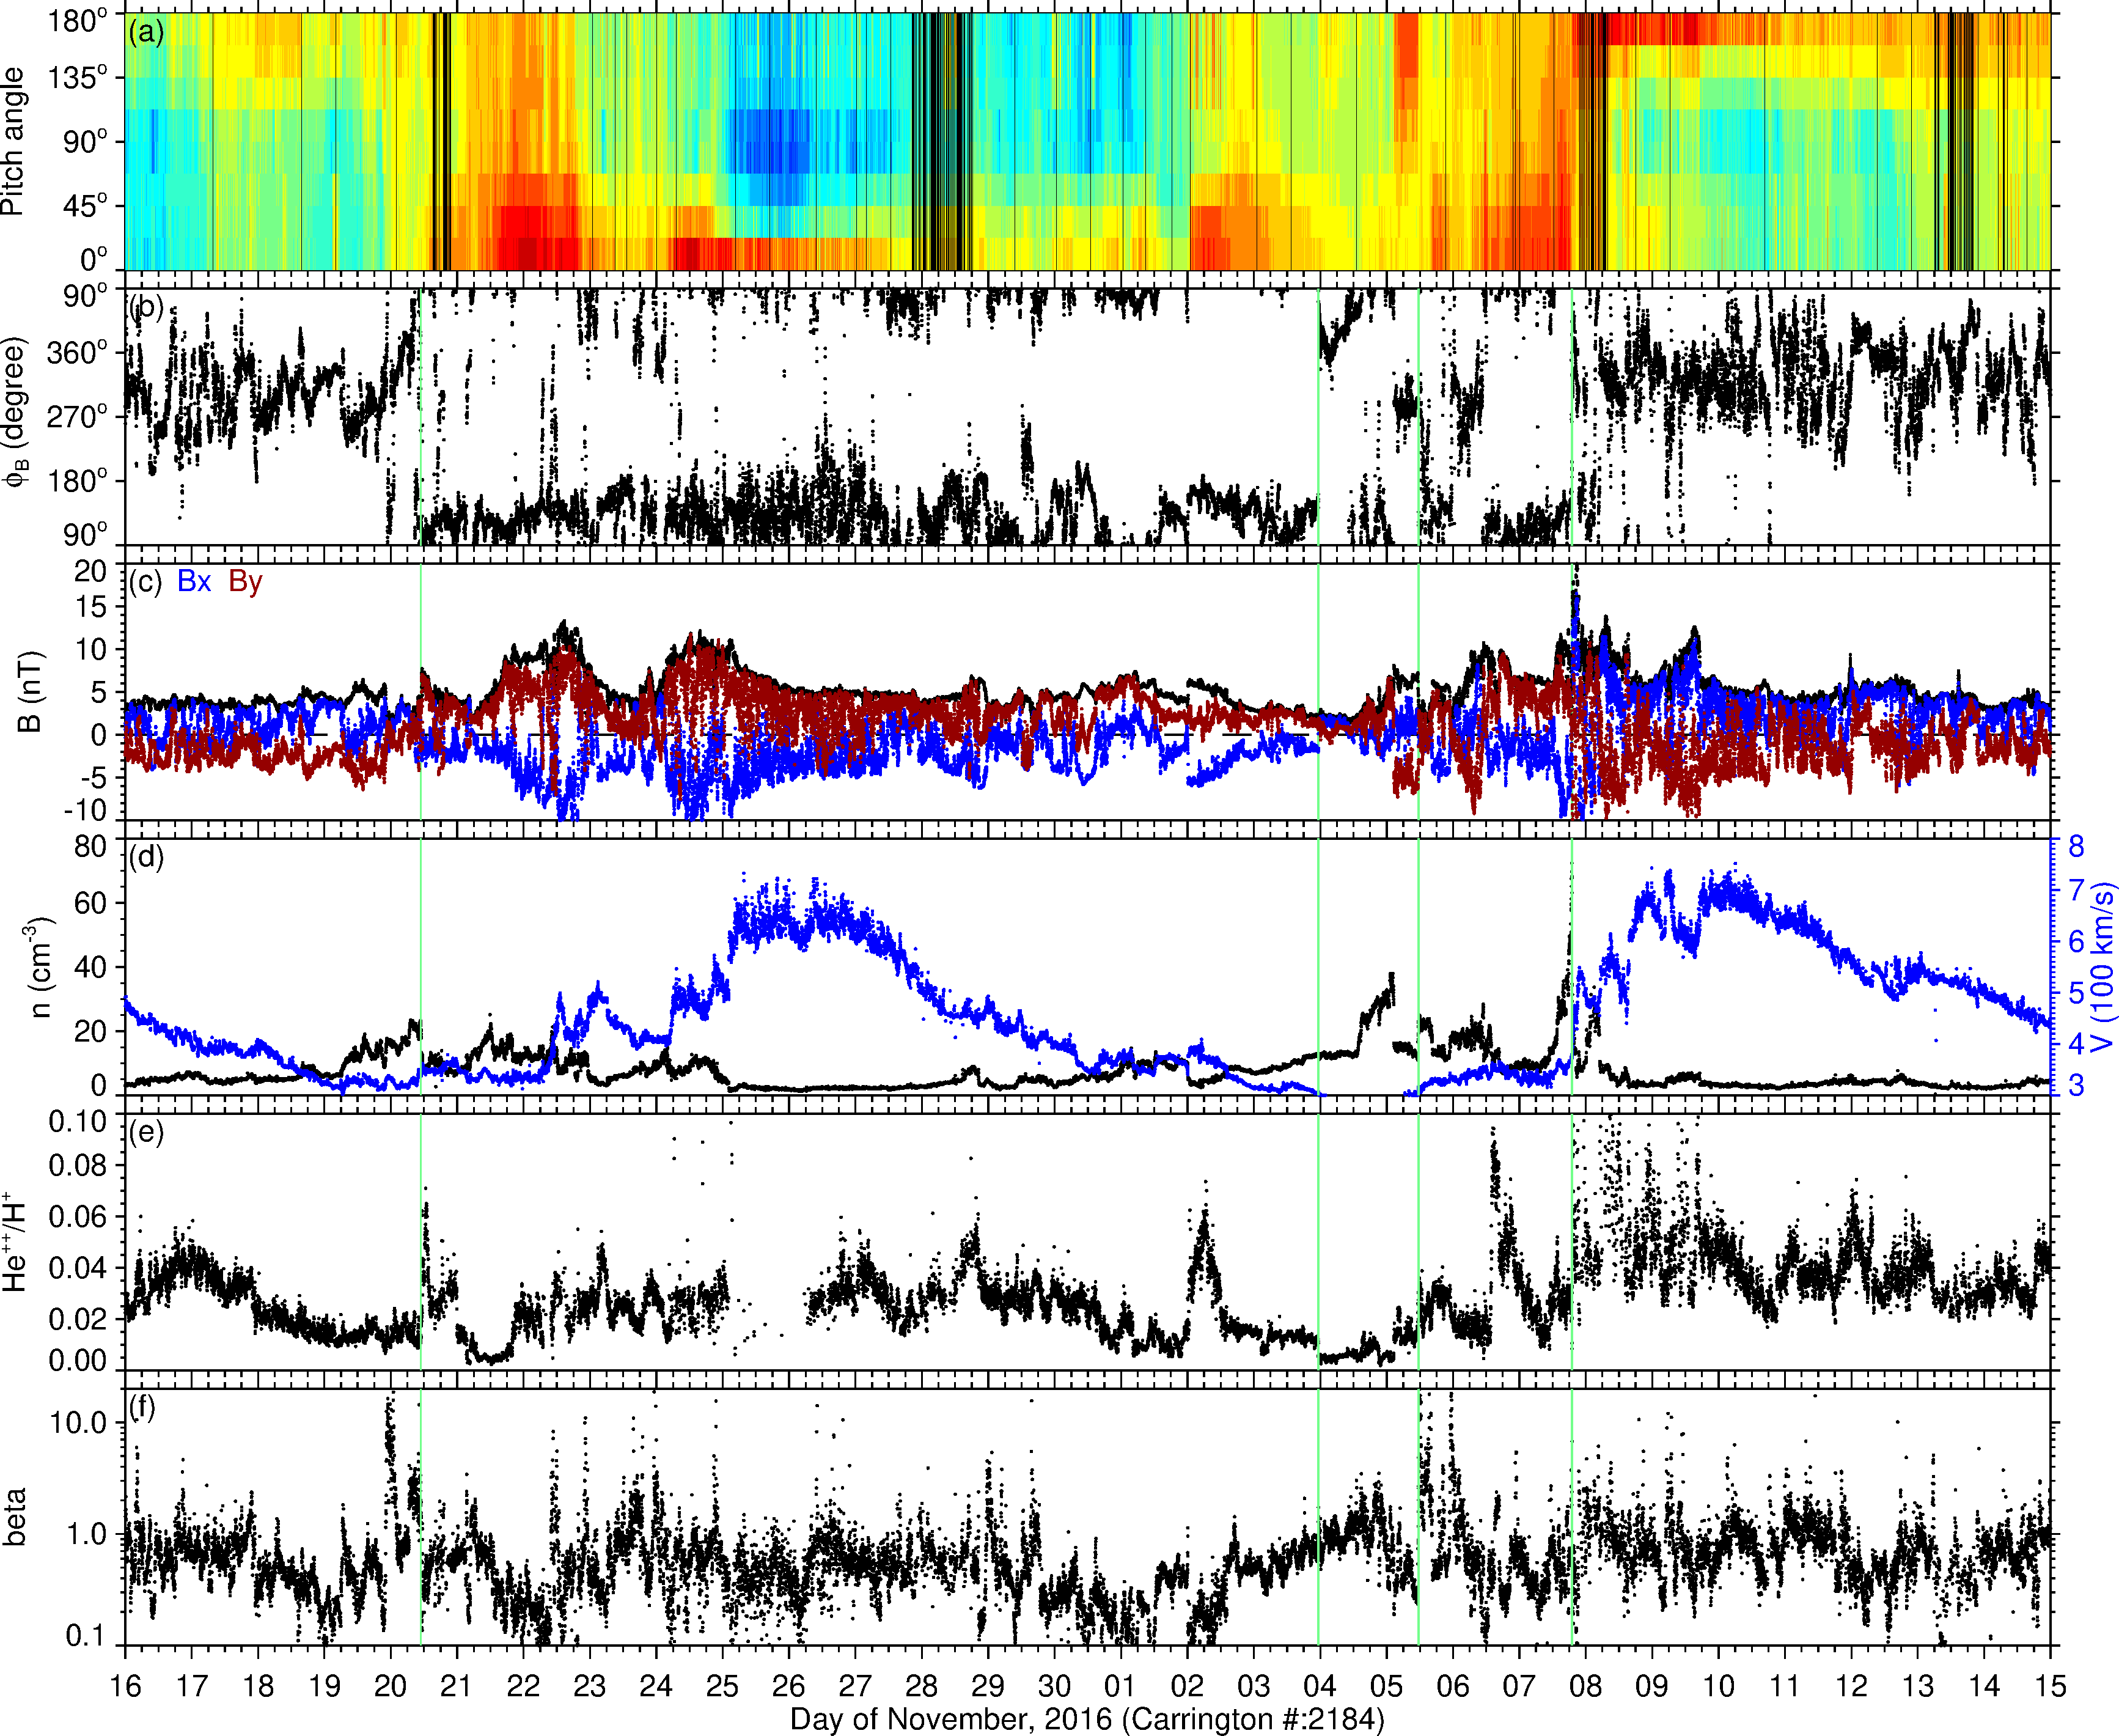 180°
(a)
135°
90°
45°
0°
Pitch angle
90°
(b)
360°
270°
180°
90°
ϕB (degree)
20
(c) Bx By
15
10
5
0
-5
-10
B (nT)
80
(d)
60
40
20
0
n (cm-3)
8
7
6
5
4
3
V (100 km/s)
0.10
(e)
0.08
0.06
0.04
0.02
0.00
He++/H+
(f)
10.0
1.0
0.1
beta
16 17 18 19 20 21 22 23 24 25 26 27 28 29 30 01 02 03 04 05 06 07 08 09 10 11 12 13 14 15
Day of November, 2016 (Carrington #:2184)